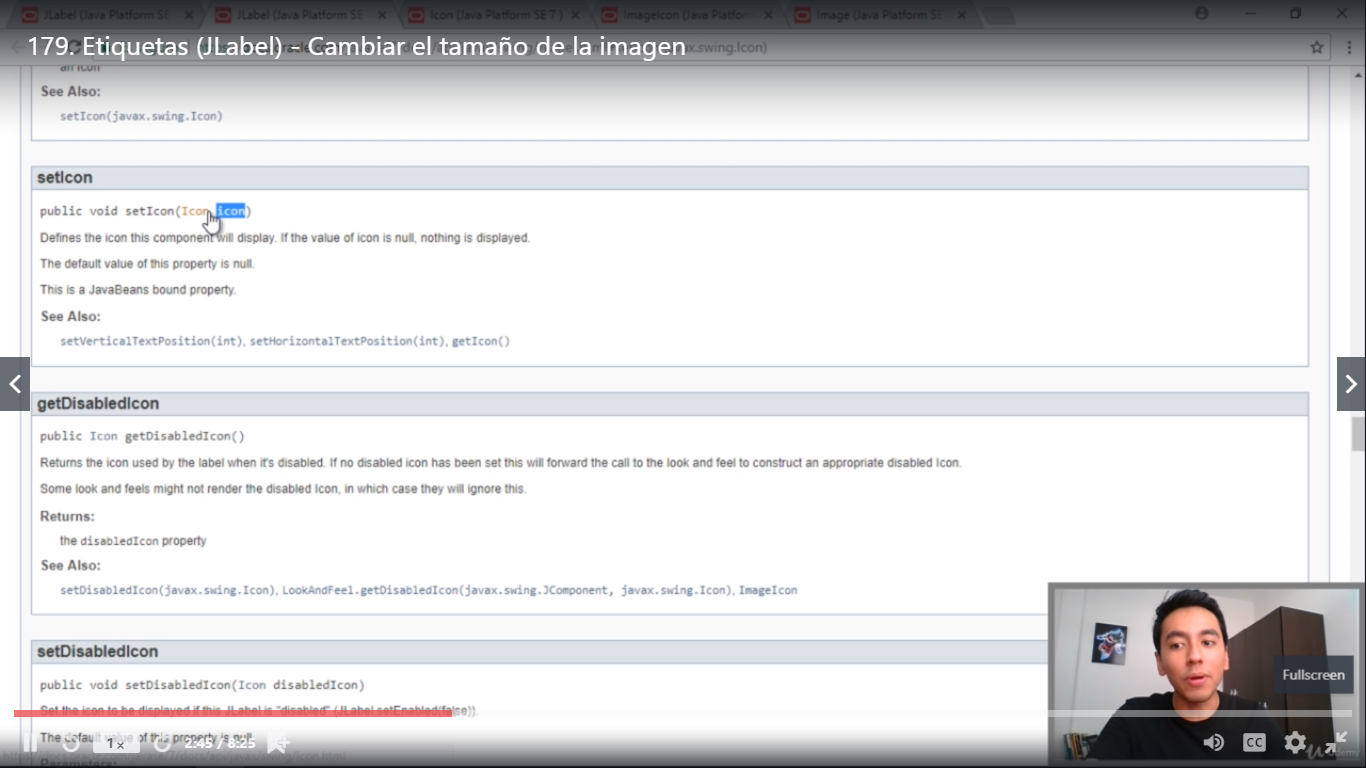 JLabel (Java Platform SE
JLabel (Java Platform SE
Icon (Java Platform SE 7)
ImageIcon (Java Platform
Image (Java Platform SE
179. Etiquetas (JLabel) – Cambiar el tamaño de la imagen
an icon
See Also:
setIcon(javax.swing.Icon)
setIcon
public void setIcon(Icon icon)
Defines the icon this component will display. If the value of icon is null, nothing is displayed.
The default value of this property is null.
This is a JavaBeans bound property.
See Also:
setVerticalTextPosition(int), setHorizontalTextPosition(int), getIcon()
getDisabledIcon
public Icon getDisabledIcon()
Returns the icon used by the label when it's disabled. If no disabled icon has been set this will forward the call to the look and feel to construct an appropriate disabled Icon.
Some look and feels might not render the disabled Icon, in which case they will ignore this.
Returns:
the disabledIcon property
See Also:
setDisabledIcon(javax.swing.Icon), LookAndFeel.getDisabledIcon(javax.swing.JComponent, javax.swing.Icon), ImageIcon
setDisabledIcon
public void setDisabledIcon(Icon disabledIcon)
Set the icon to be displayed if this JLabel is "disabled" (JLabel.setEnabled(false)).
The default value of this property is null.
Parameters:
Fullscreen
1x
2:45 / 8:25
CC